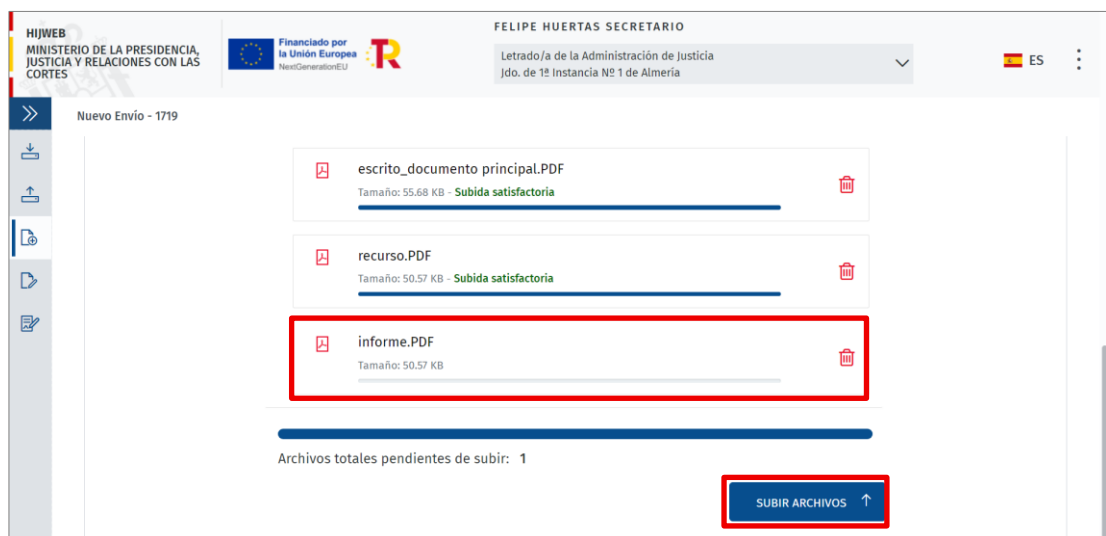 HIJWEB
MINISTERIO DE LA PRESIDENCIA,
JUSTICIA Y RELACIONES CON LAS
CORTES
Financiado por
la Unión Europea
NextGenerationEU
FELIPE HUERTAS SECRETARIO
Letrado/a de la Administración de Justicia
Jdo. de 1ª Instancia Nº 1 de Almería
ES
Nuevo Envío - 1719
escrito_documento principal.PDF
Tamaño: 55.68 KB - Subida satisfactoria
recurso.PDF
Tamaño: 50.57 KB - Subida satisfactoria
informe.PDF
Tamaño: 50.57 KB
Archivos totales pendientes de subir: 1
SUBIR ARCHIVOS